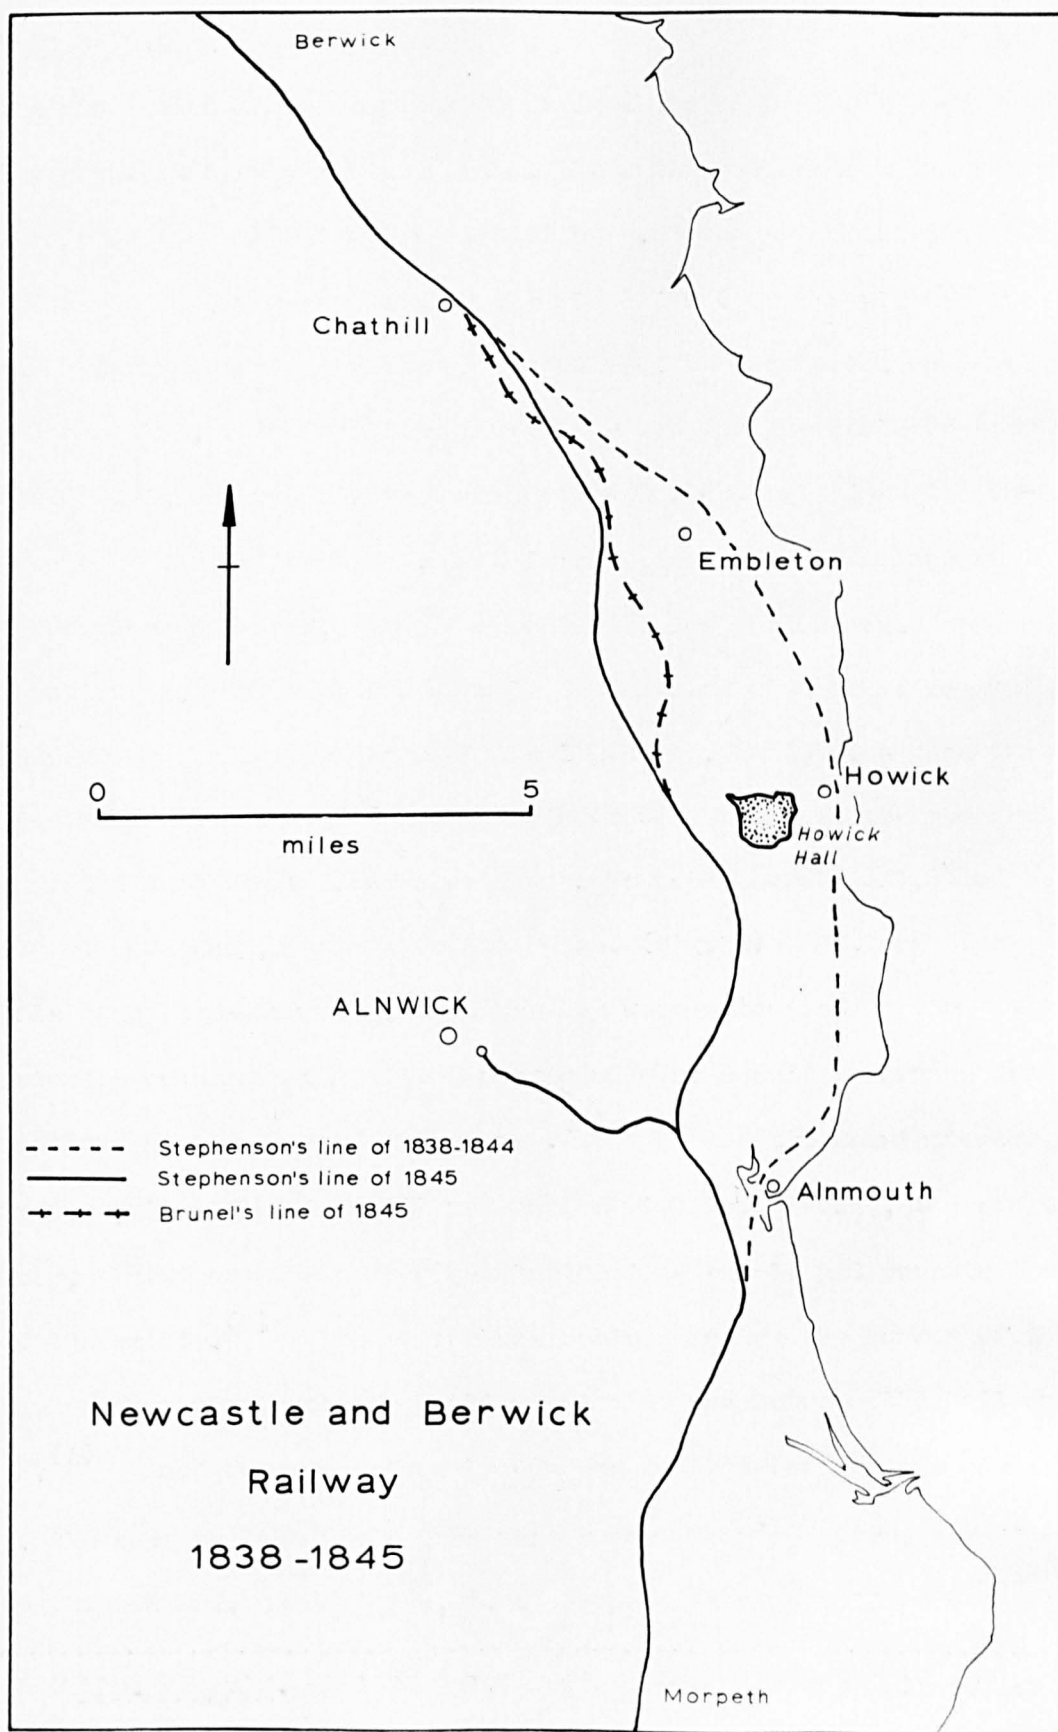 Berwick
Chathill
Embleton
0 5
miles
Howick
Howick
Hall
ALNWICK
Stephenson's line of 1838-1844
Stephenson's line of 1845
Brunel's line of 1845
Alnmouth
Newcastle and Berwick
Railway
1838-1845
Morpeth